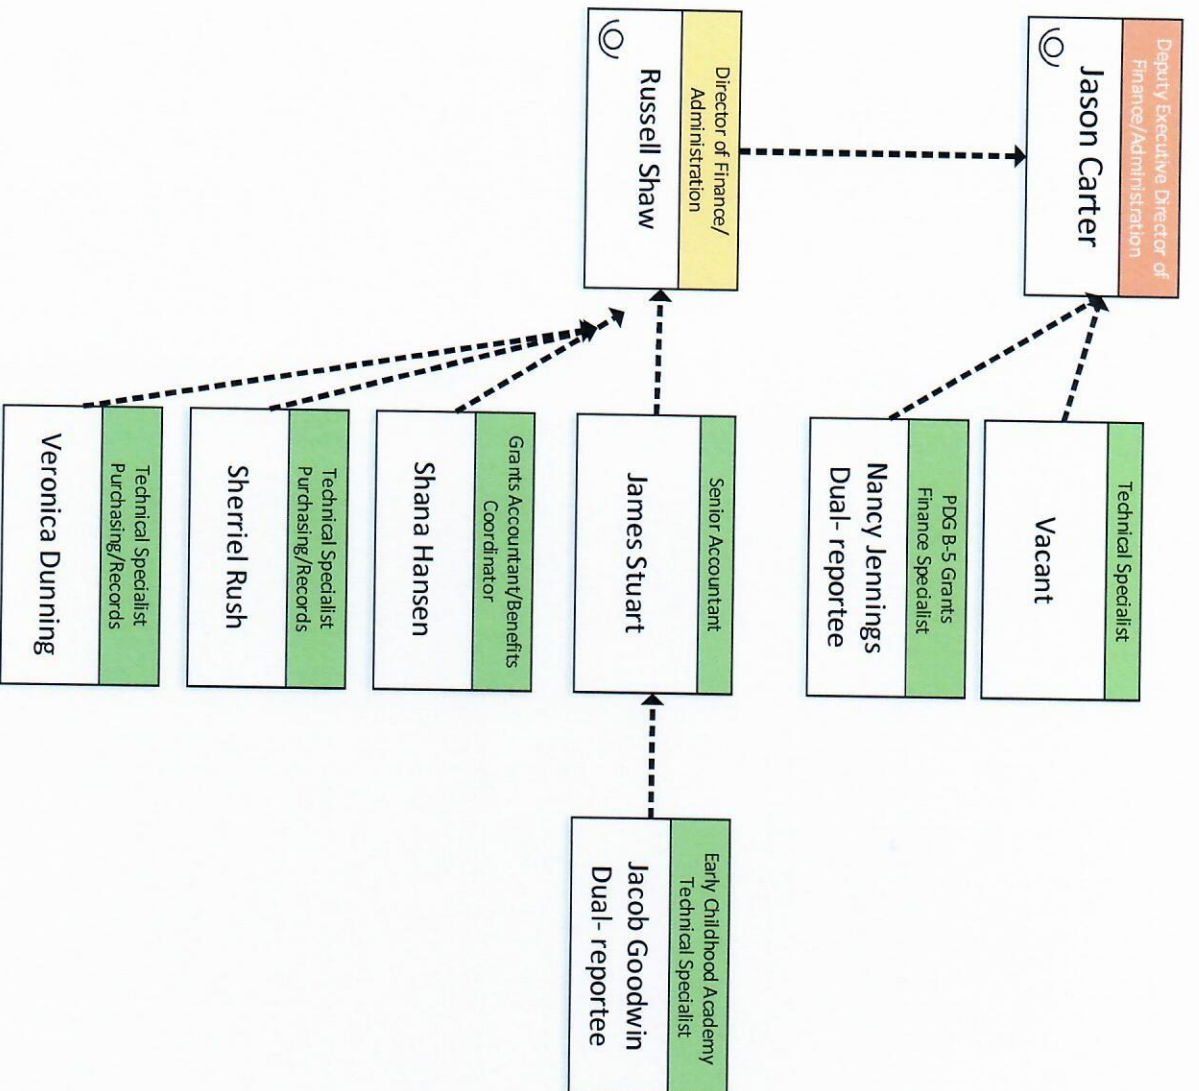 Deputy Executive Director of
Finance/Administration
Jason Carter
Technical Specialist
Vacant
PDG B-5 Grants
Finance Specialist
Nancy Jennings
Dual- reportee
Director of Finance/
Administration
Russell Shaw
Senior Accountant
James Stuart
Early Childhood Academy
Technical Specialist
Jacob Goodwin
Dual- reportee
Grants Accountant/Benefits
Coordinator
Shana Hansen
Technical Specialist
Purchasing/Records
Sherriel Rush
Technical Specialist
Purchasing/Records
Veronica Dunning